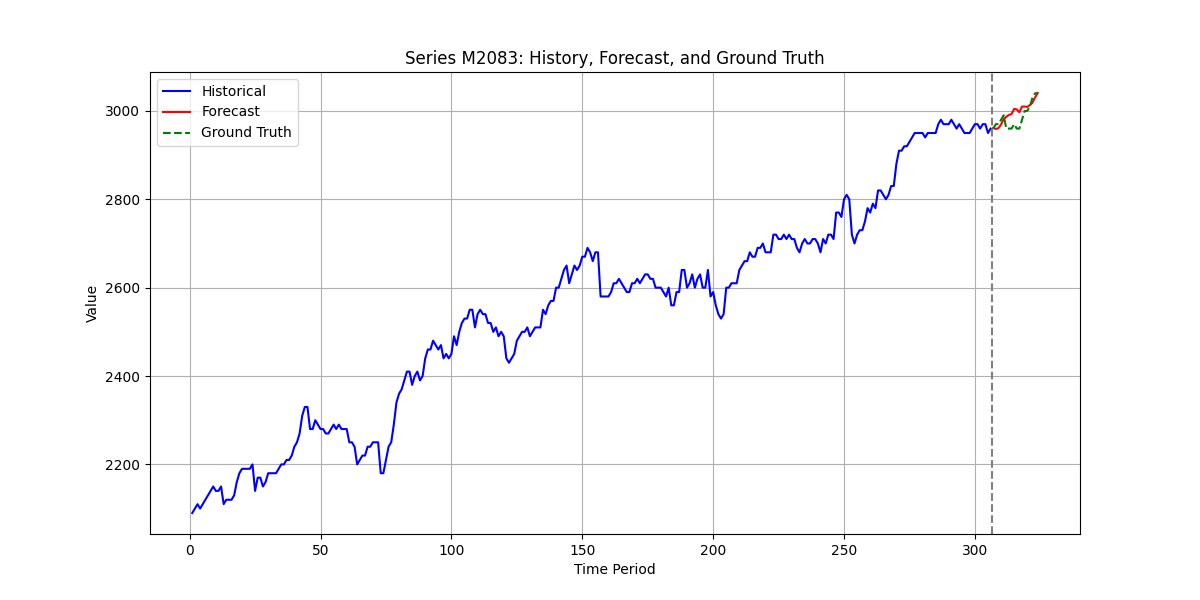 Series M2083: History, Forecast, and Ground Truth
Historical
Forecast
Ground Truth
3000
2800
2600
2400
2200
Value
0 50 100 150 200 250 300
Time Period